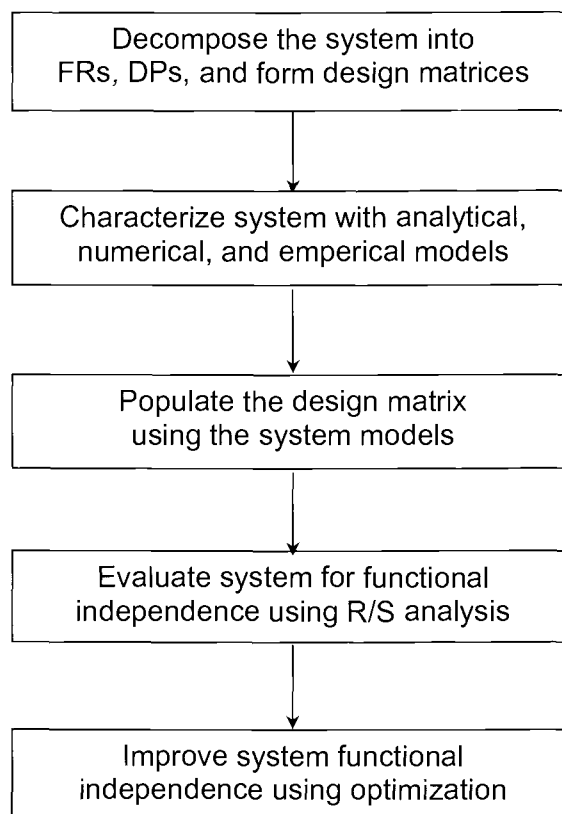 Decompose the system into
FRs, DPs, and form design matrices
Characterize system with analytical,
numerical, and emperical models
Populate the design matrix
using the system models
Evaluate system for functional
independence using R/S analysis
Improve system functional
independence using optimization